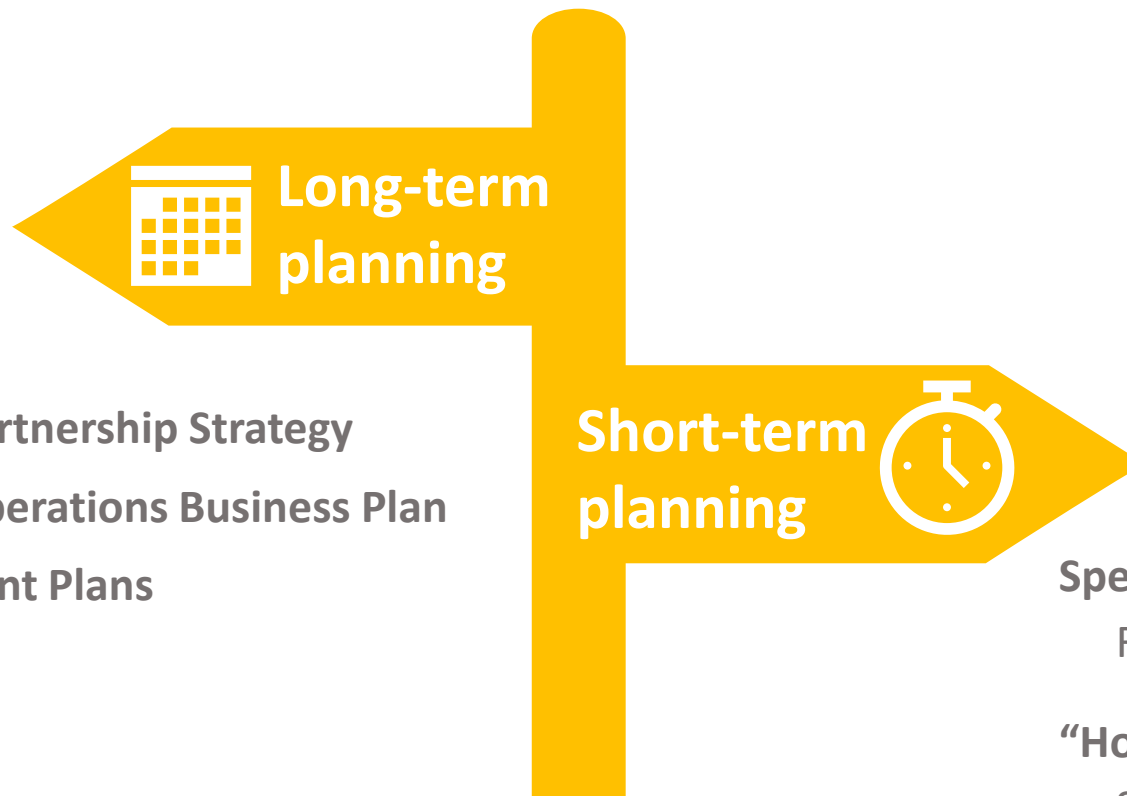 Long-term
planning
rtnership Strategy
perations Business Plan
nt Plans
Short-term
planning
Spe
“Ho